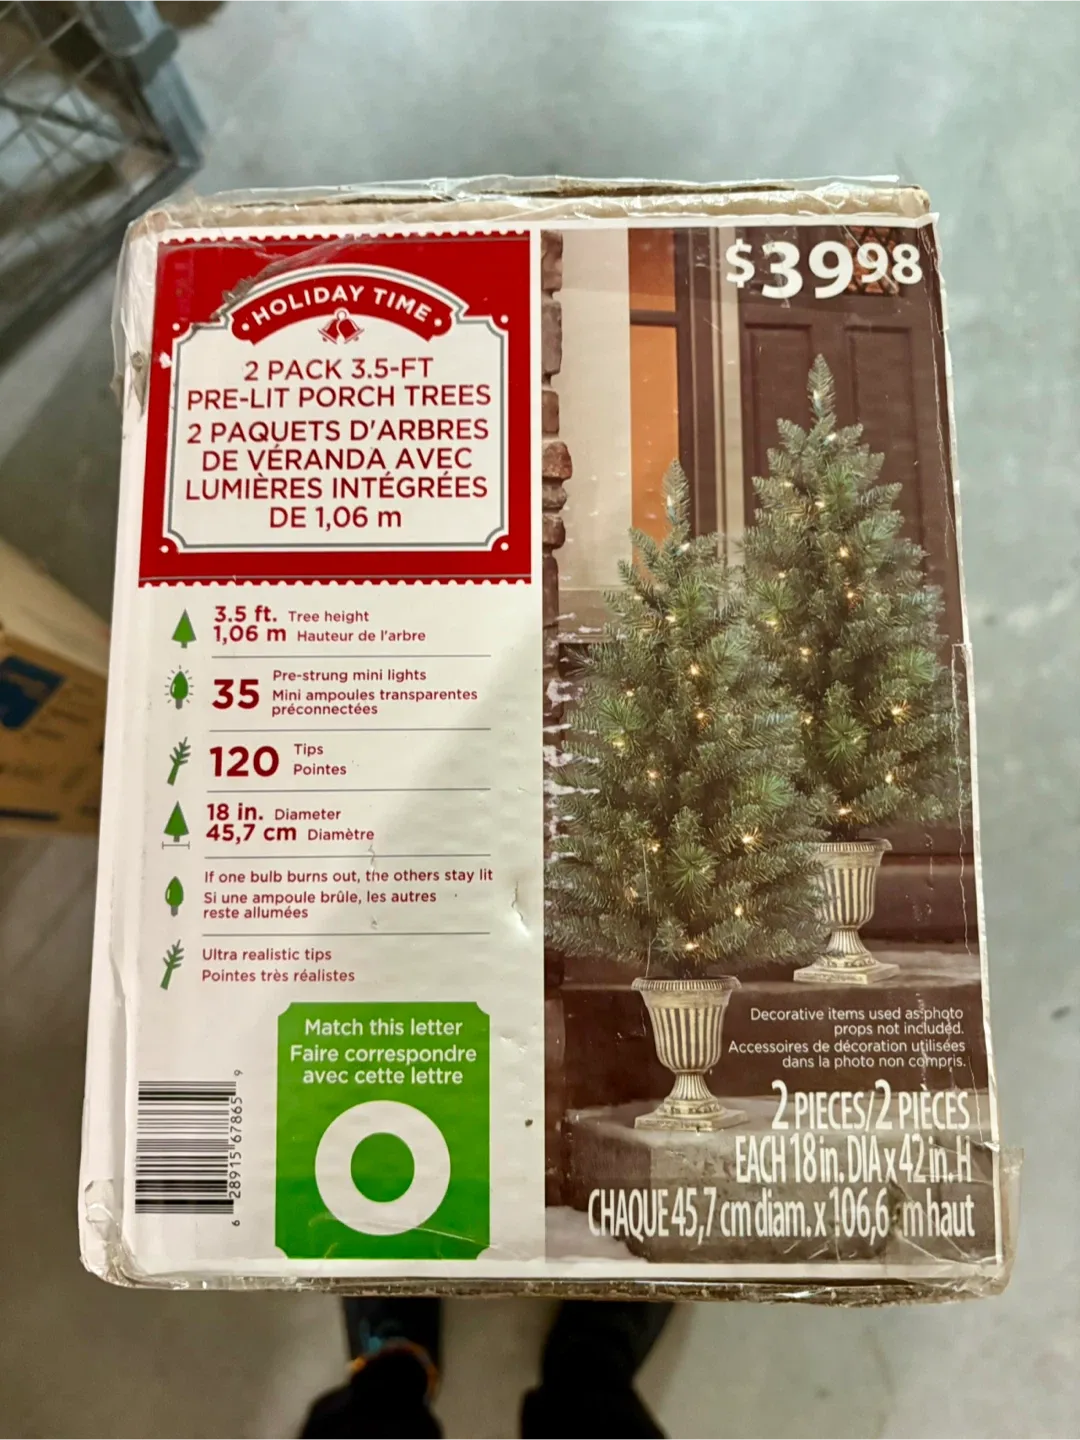 HOLIDAY TIME
2 PACK 3.5-FT
PRE-LIT PORCH TREES
2 PAQUETS D'ARBRES
DE VÉRANDA AVEC
LUMIÈRES INTÉGRÉES
DE 1,06 m
3.5 ft. Tree height
1,06 m Hauteur de l'arbre
35
Pre-strung mini lights
Mini ampoules transparentes
préconnectées
120
Tips
Pointes
18 in. Diameter
45,7 cm Diamètre
If one bulb burns out, the others stay lit
Si une ampoule brûle, les autres
reste allumées
Ultra realistic tips
Pointes très réalistes
Match this letter
Faire correspondre
avec cette lettre
O
6 28915 67865 9
$39.98
Decorative items used as photo
props not included.
Accessoires de décoration utilisées
dans la photo non compris.
2 PIECES/2 PIÈCES
EACH 18 in. DIA x 42 in. H
CHAQUE 45,7 cm diam. x 106,6 m haut